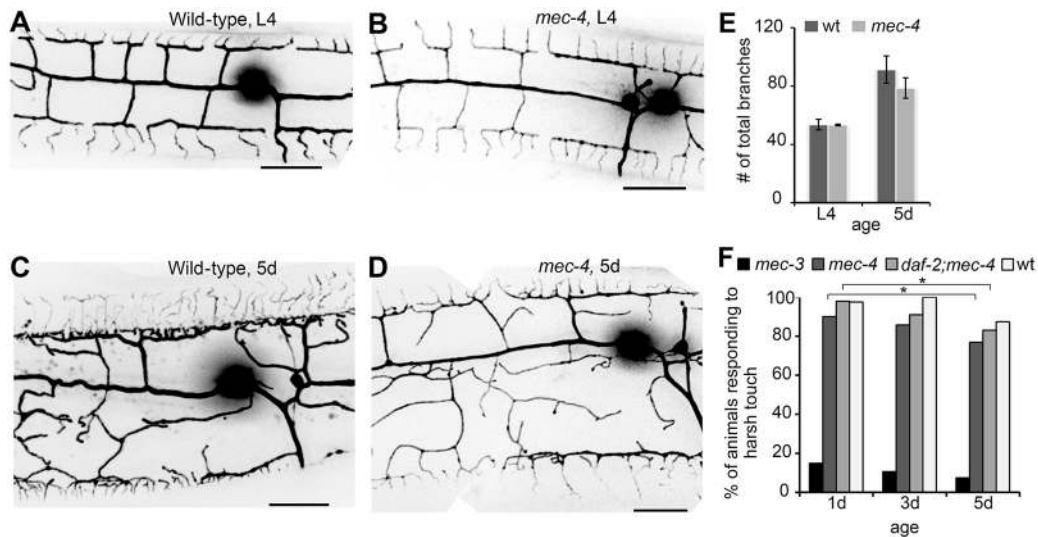 A
Wild-type, L4
B
mec-4, L4
C
Wild-type, 5d
D
mec-4, 5d
E
wt mec-4
# of total branches
120
80
40
0
L4 5d
age
F
mec-3 mec-4 daf-2;mec-4 wt
% of animals responding to
harsh touch
100
80
60
40
20
0
*
*
1d 3d 5d
age